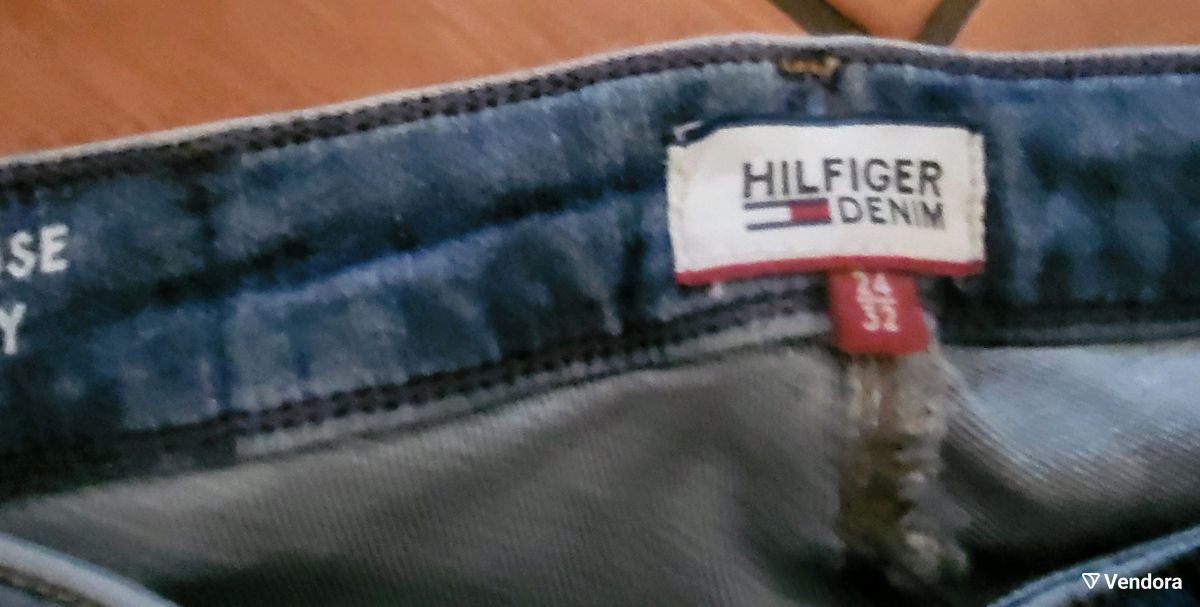 HILFIGER
DENIM
24
32
SE
Y
Vendora